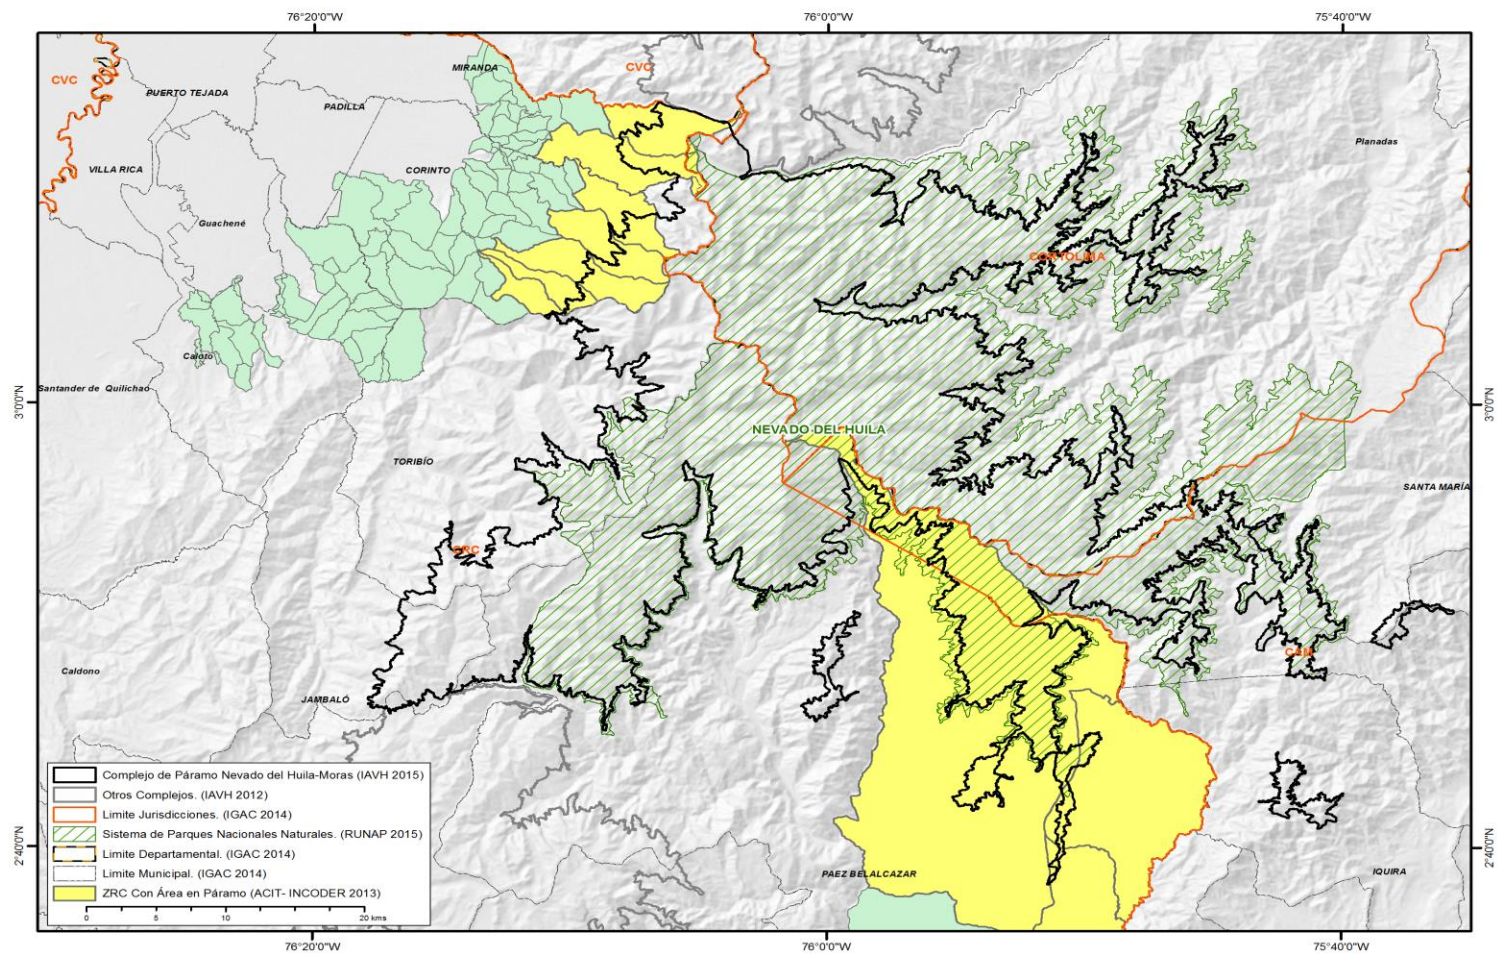 76°20'0"W
76°0'0"W
75°40'0"W
MIRANDA
CVC
CVC
PUERTO TEJADA
PADILLA
Planadas
VILLA RICA
CORINTO
Guachené
CORTOLIMA
Caloto
Santander de Quilichao
3°0'0"N
3°0'0"N
NEVADO DEL HUILA
TORIBÍO
SANTA MARÍA
CRC
CAM
Caldono
JAMBALÓ
Complejo de Páramo Nevado del Huila-Moras (IAVH 2015)
Otros Complejos. (IAVH 2012)
Limite Jurisdicciones. (IGAC 2014)
Sistema de Parques Nacionales Naturales. (RUNAP 2015)
Limite Departamental. (IGAC 2014)
Limite Municipal. (IGAC 2014)
ZRC Con Área en Páramo (ACIT- INCODER 2013)
0 5 10 20 kms
2°40'0"N
2°40'0"N
PAEZ BELALCAZAR
IQUIRA
76°20'0"W
76°0'0"W
75°40'0"W